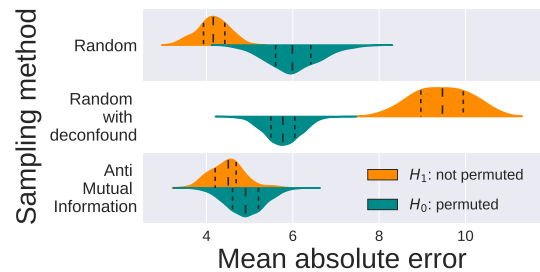 Sampling method
Random
Random
with
deconfound
Anti
Mutual
Information
H₁: not permuted
H₀: permuted
4 6 8 10
Mean absolute error